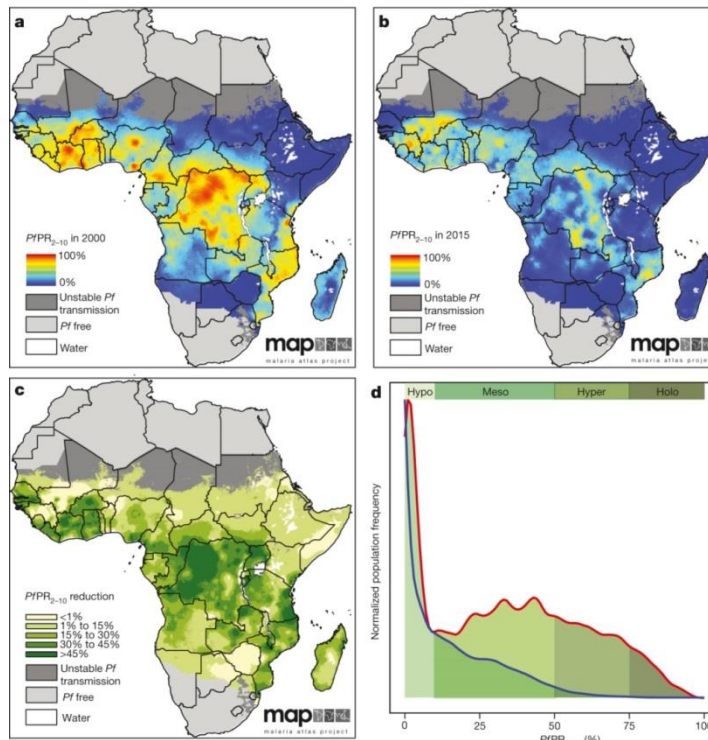 a
PfPR2–10 in 2000
100%
0%
Unstable Pf
transmission
Pf free
Water
map
malaria atlas project
b
PfPR2–10 in 2015
100%
0%
Unstable Pf
transmission
Pf free
Water
map
malaria atlas project
c
PfPR2–10 reduction
<1%
1% to 15%
15% to 30%
30% to 45%
>45%
Unstable Pf
transmission
Pf free
Water
map
malaria atlas project
d
Hypo Meso Hyper Holo
Normalized population frequency
0 25 50 75 100
PfPR (%)